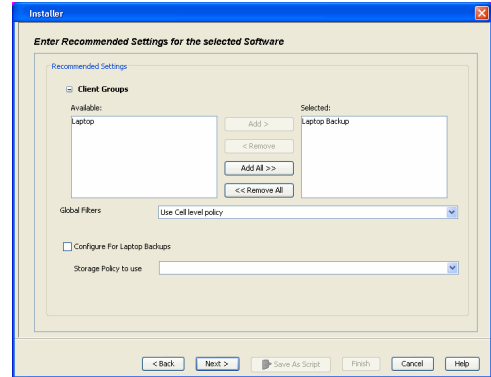 Installer
Enter Recommended Settings for the selected Software
Recommended Settings
Client Groups
Available:
Selected:
Laptop
Laptop Backup
Add >
< Remove
Add All >>
<< Remove All
Global Filters
Use Cell level policy
Configure For Laptop Backups
Storage Policy to use
< Back
Next >
Save As Script
Finish
Cancel
Help